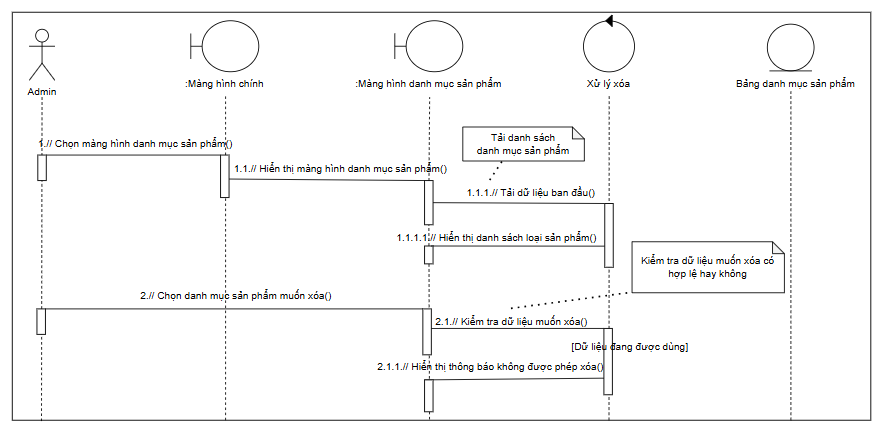 Admin
:Màng hình chính
:Màng hình danh mục sản phẩm
Xử lý xóa
Bảng danh mục sản phẩm
1.// Chọn màng hình danh mục sản phẩm()
Tải danh sách
danh mục sản phẩm
1.1.// Hiển thị màng hình danh mục sản phẩm()
1.1.1.// Tải dữ liệu ban đầu()
1.1.1.1.// Hiển thị danh sách loại sản phẩm()
Kiểm tra dữ liệu muốn xóa có
hợp lệ hay không
2.// Chọn danh mục sản phẩm muốn xóa()
2.1.// Kiểm tra dữ liệu muốn xóa()
[Dữ liệu đang được dùng]
2.1.1.// Hiển thị thông báo không được phép xóa()